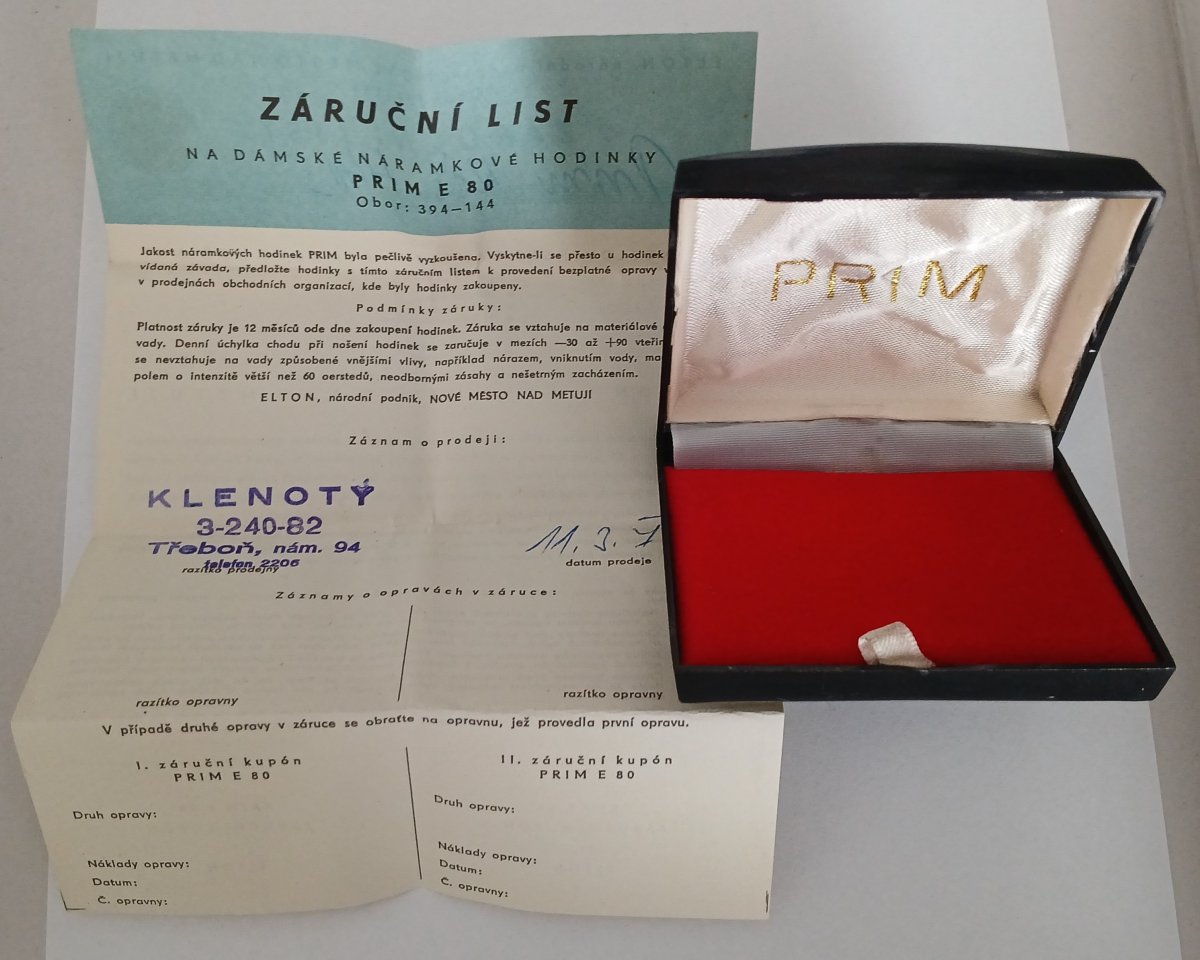 ZÁRUČNÍ LIST
NA DÁMSKÉ NÁRAMKOVÉ HODINKY
PRIM E 80
Obor: 394—144
Jakost náramkových hodinek PRIM byla pečlivě vyzkoušena. Vyskytne-li se přesto u hodinek
vídaná závada, předložte hodinky s tímto záručním listem k provedení bezplatné opravy v
v prodejnách obchodních organizací, kde byly hodinky zakoupeny.
Podmínky záruky:
Platnost záruky je 12 měsíců ode dne zakoupení hodinek. Záruka se vztahuje na materiálové
vady. Denní úchylka chodu při nošení hodinek se zaručuje v mezích —30 až +90 vteřin
se nevztahuje na vady způsobené vnějšími vlivy, například nárazem, vniknutím vody, ma
polem o intenzitě větší než 60 oerstedů, neodbornými zásahy a nešetrným zacházením.
ELTON, národní podnik, NOVÉ MĚSTO NAD METUJÍ
Záznam o prodeji:
KLENOTÝ
3-240-82
Třeboň, nám. 94
telefon 2206
razítko prodejny
11. 3.
datum prodeje
Záznamy o opravách v záruce:
razítko opravny
razítko opravny
V případě druhé opravy v záruce se obraťte na opravnu, jež provedla první opravu.
I. záruční kupón
PRIM E 80
Druh opravy:
Náklady opravy:
Datum:
Č. opravny:
II. záruční kupón
PRIM E 80
Druh opravy:
Náklady opravy:
Datum:
Č. opravny:
PRIM